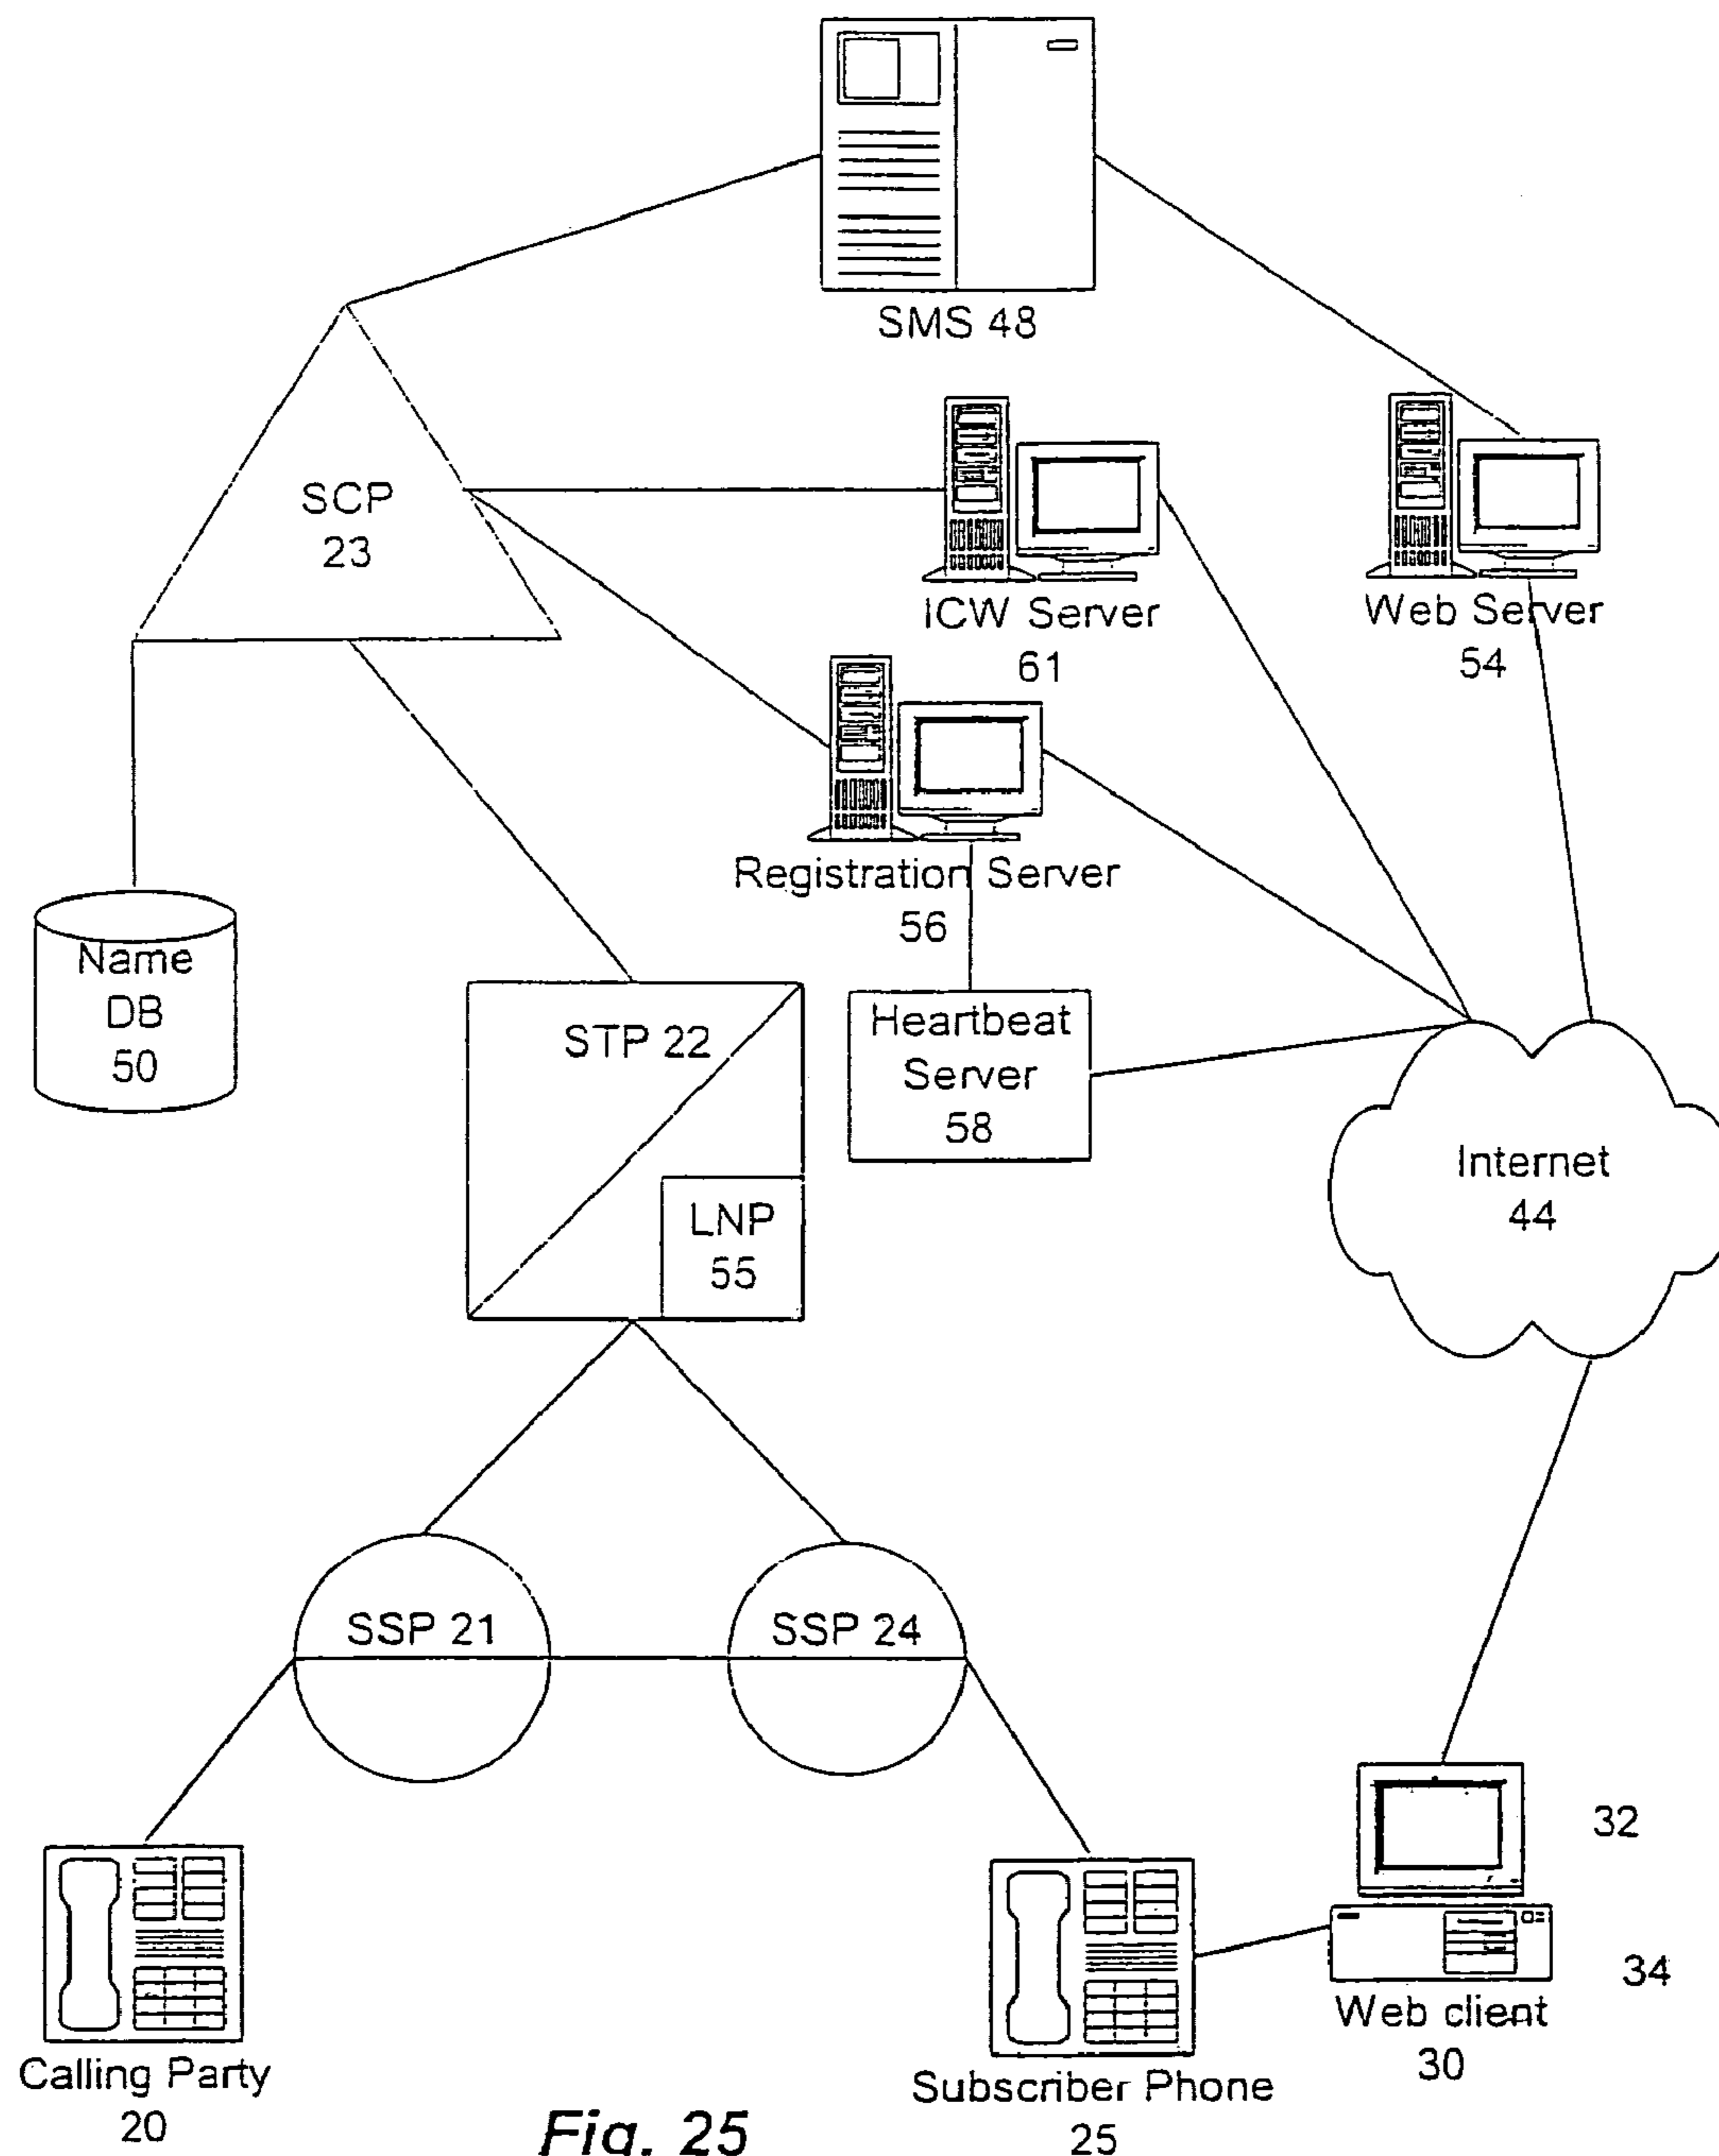 SMS 48
SCP
23
ICW Server
61
Web Server
54
Registration Server
56
Name
DB
50
STP 22
Heartbeat
Server
58
LNP
55
Internet
44
SSP 21
SSP 24
32
34
Web client
30
Calling Party
20
Subscriber Phone
25
Fig. 25